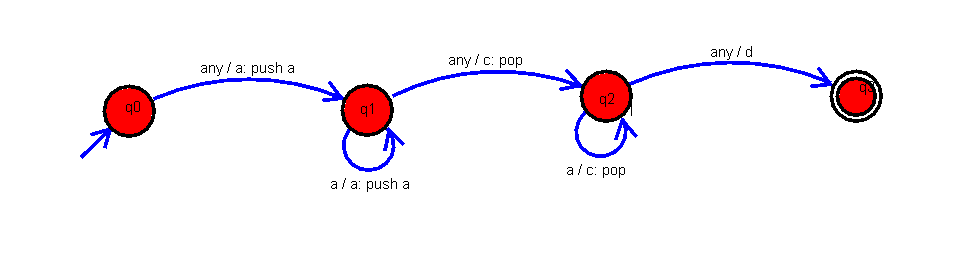 any / a: push a
any / c: pop
any / d
q0
q1
q2
q3
a / a: push a
a / c: pop